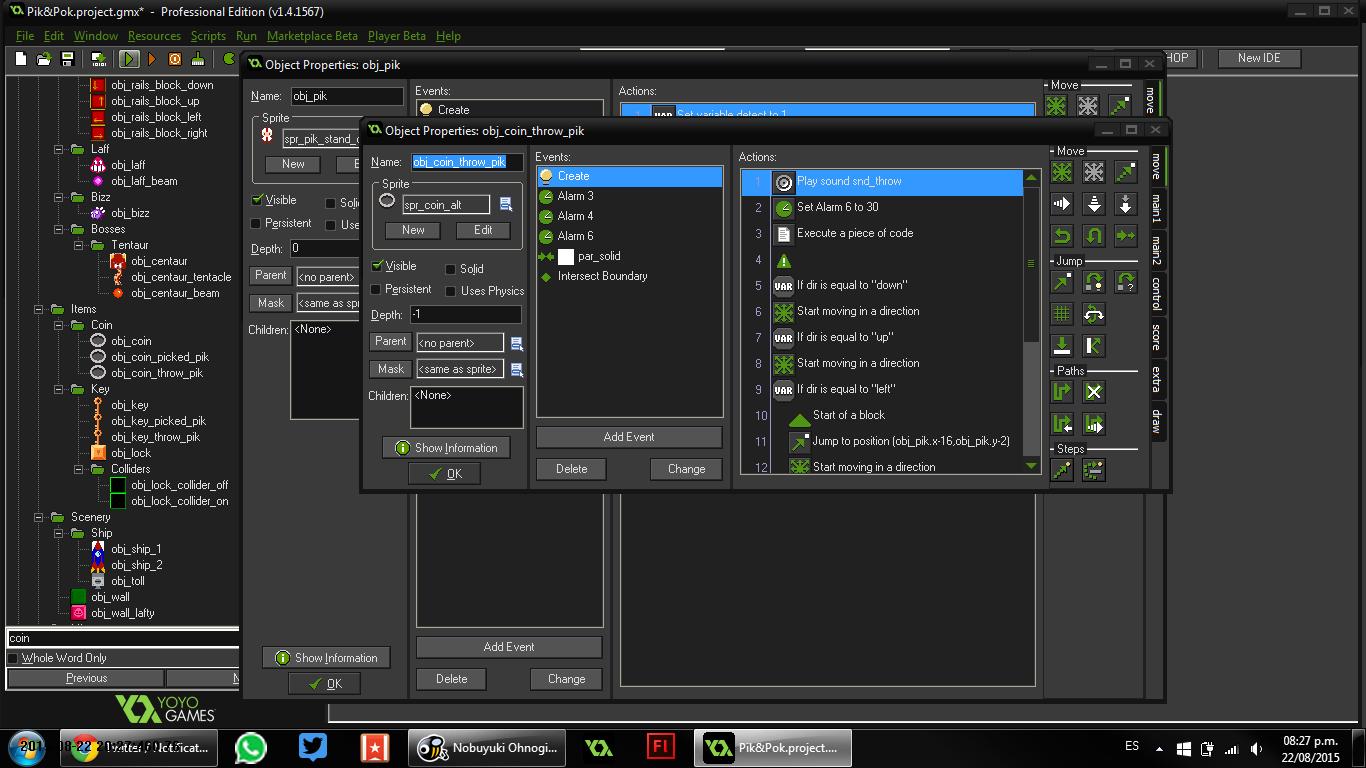 Pik&Pok.project.gmx* - Professional Edition (v1.4.1567)
File Edit Window Resources Scripts Run Marketplace Beta Player Beta Help
HOP New IDE
obj_rails_block_down
obj_rails_block_up
obj_rails_block_left
obj_rails_block_right
Laff
obj_laff
obj_laff_beam
Bizz
obj_bizz
Bosses
Tentaur
obj_centaur
obj_centaur_tentacle
obj_centaur_beam
Items
Coin
obj_coin
obj_coin_picked_pik
obj_coin_throw_pik
Key
obj_key
obj_key_picked_pik
obj_key_throw_pik
obj_lock
Colliders
obj_lock_collider_off
obj_lock_collider_on
Scenery
Ship
obj_ship_1
obj_ship_2
obj_toll
obj_wall
obj_wall_lafty
coin
Whole Word Only
Previous
N
YOYO
GAMES
Object Properties: obj_pik
Name: obj_pik
Sprite
spr_pik_stand_
New E
Visible Soli
Persistent Use
Depth: 0
Parent <no parent>
Mask <same as spr
Children: <None>
Show Information
OK
Events:
Create
Add Event
Delete Change
Actions:
VAR Set variable detect to 1
Move
move
Object Properties: obj_coin_throw_pik
Name: obj_coin_throw_pik
Sprite
spr_coin_alt
New Edit
Visible Solid
Persistent Uses Physics
Depth: -1
Parent <no parent>
Mask <same as sprite>
Children: <None>
Show Information
OK
Events:
Create
Alarm 3
Alarm 4
Alarm 6
par_solid
Intersect Boundary
Add Event
Delete Change
Actions:
1 Play sound snd_throw
2 Set Alarm 6 to 30
3 Execute a piece of code
4
5 VAR If dir is equal to "down"
6 Start moving in a direction
7 VAR If dir is equal to "up"
8 Start moving in a direction
9 VAR If dir is equal to "left"
10 Start of a block
11 Jump to position (obj_pik.x-16,obj_pik.y-2)
12 Start moving in a direction
Move
Jump
Paths
Steps
move
main1
main2
control
score
extra
draw
Twitter / Notificat...
Nobuyuki Ohnogi...
Fl
Pik&Pok.project....
ES
08:27 p.m.
22/08/2015